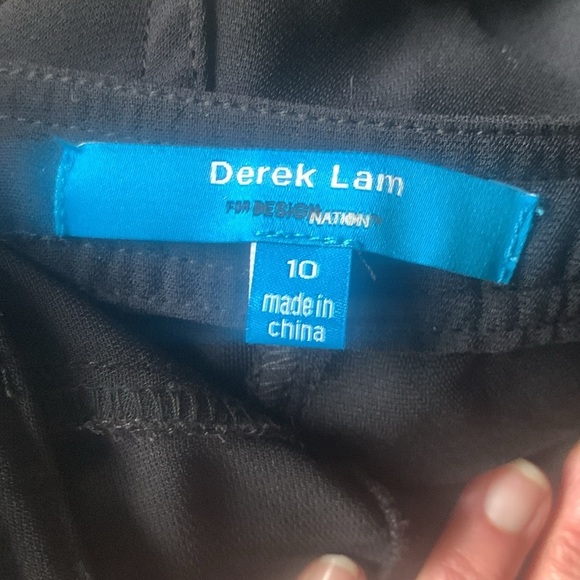 Derek Lam
FOR DESIGN NATION
10
made in
china